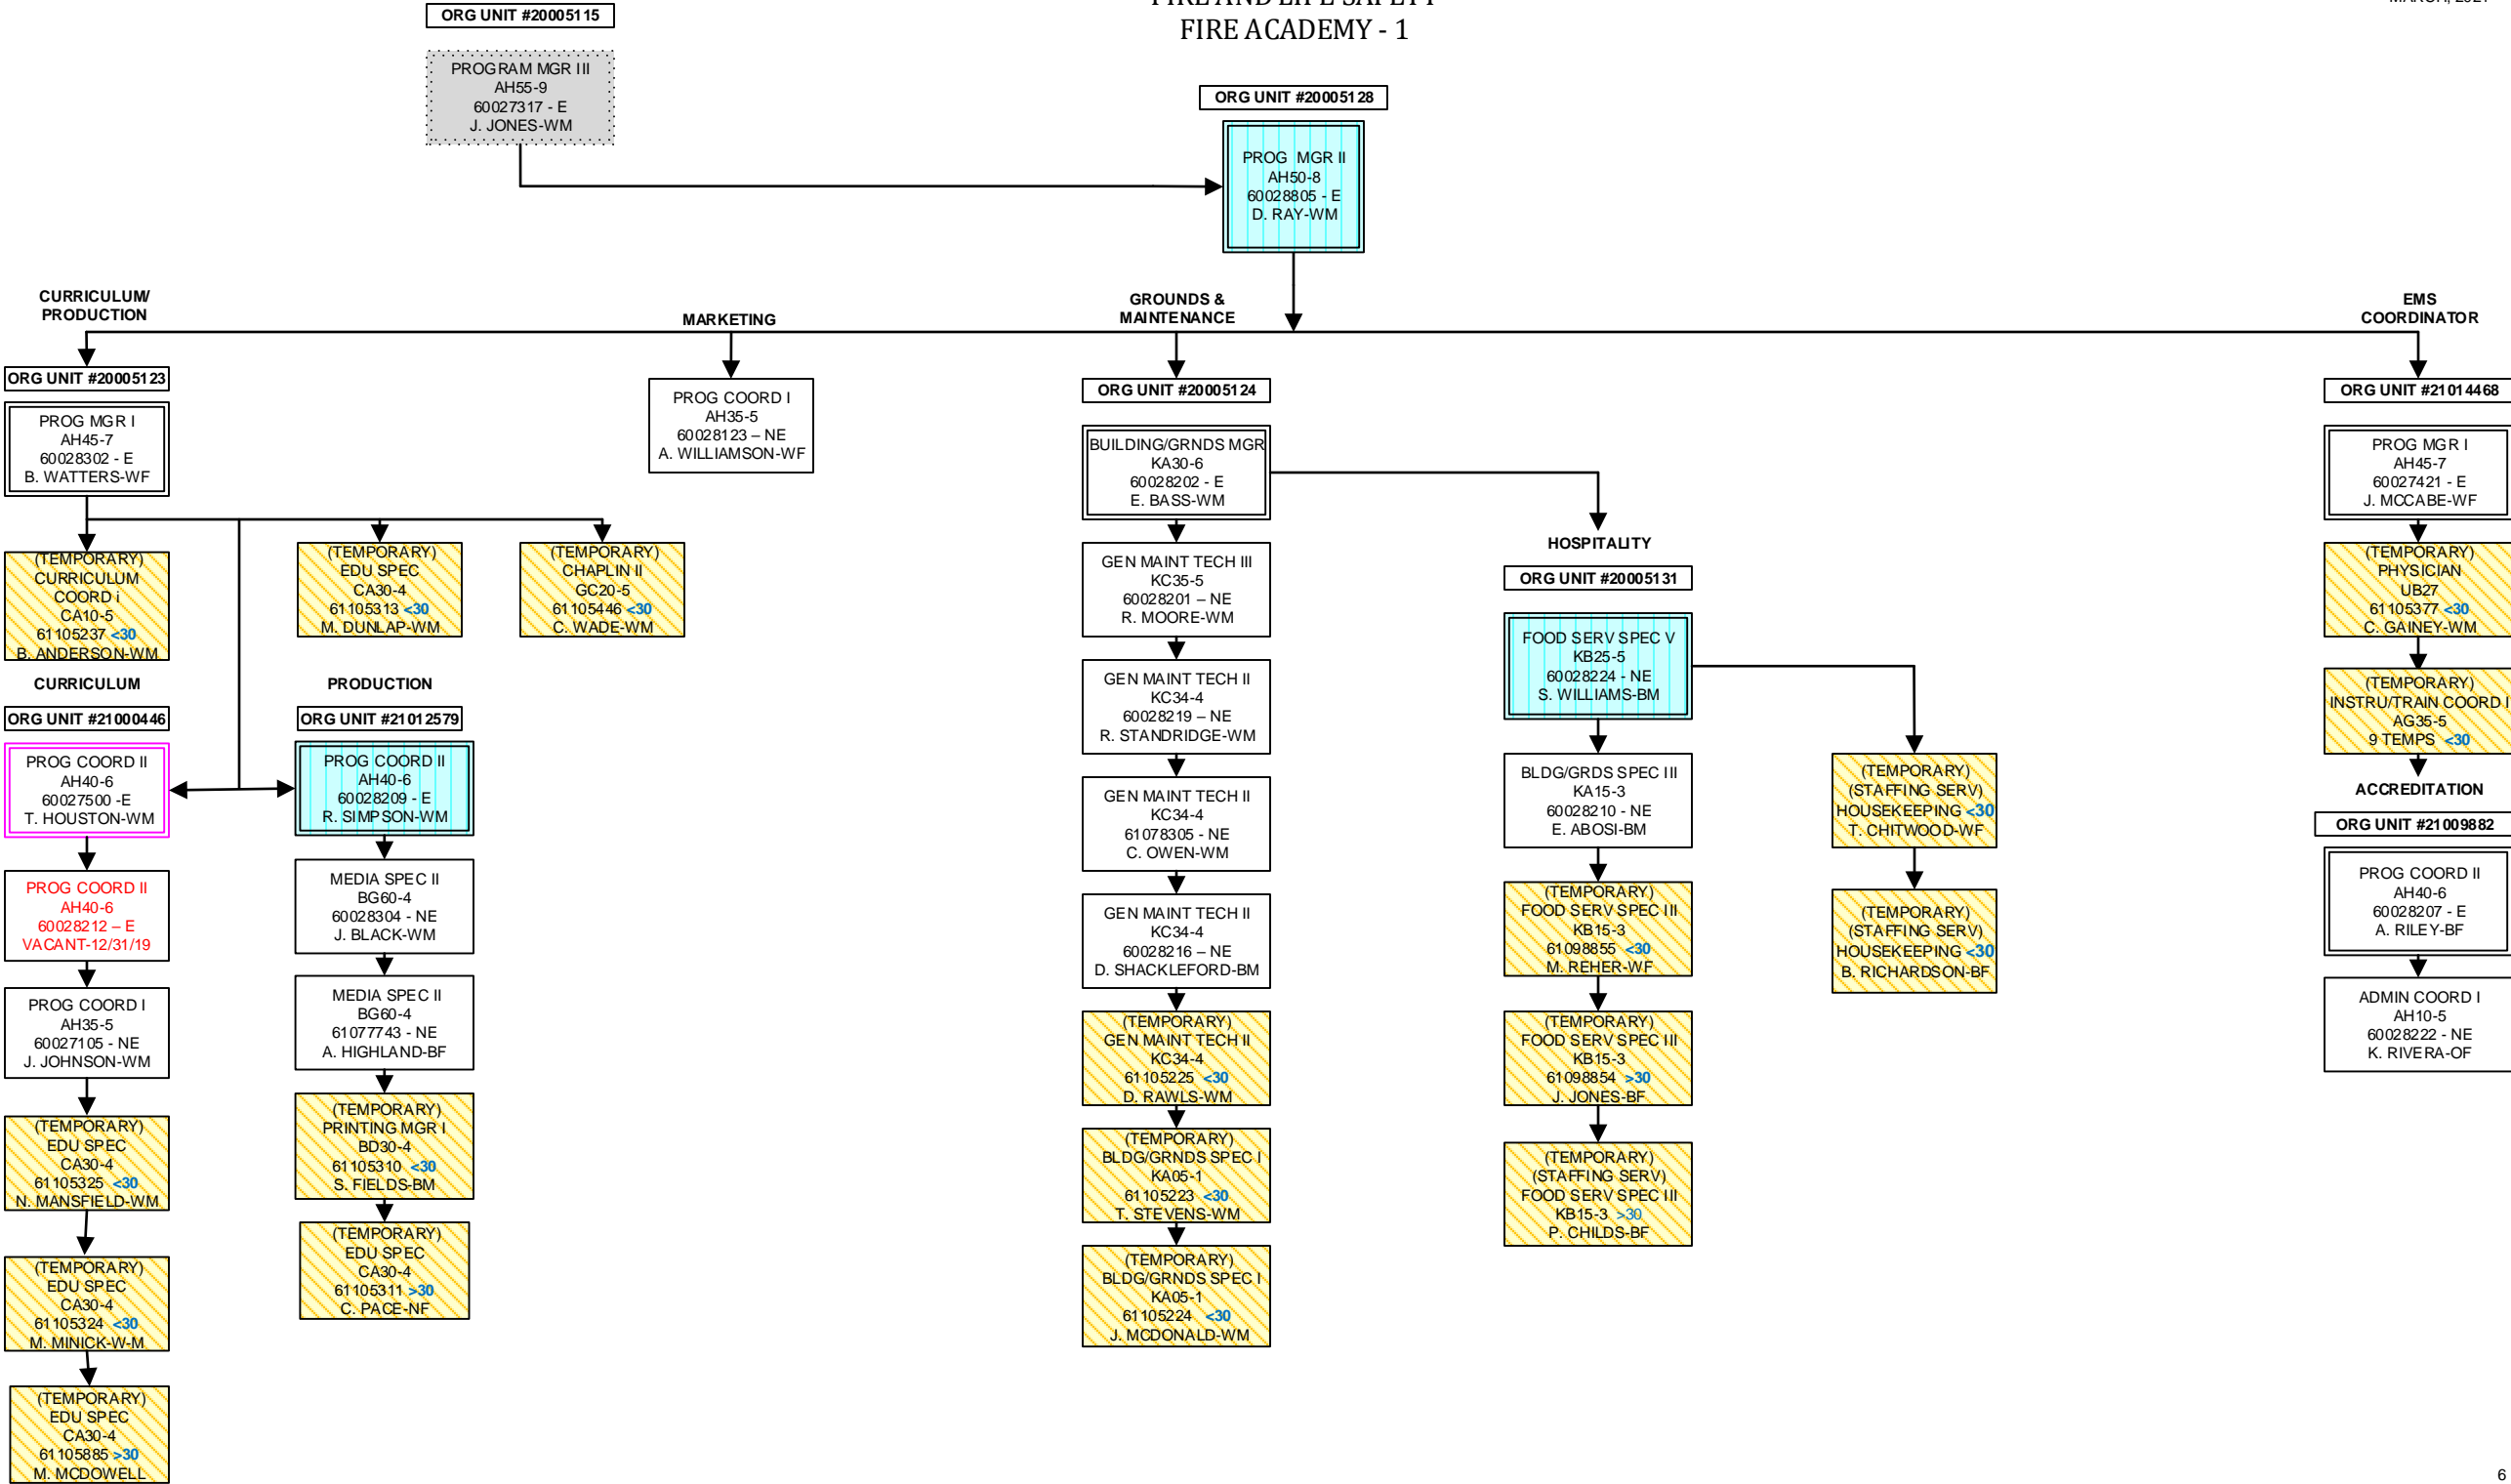 FIRE AND LIFE SAFETY
FIRE ACADEMY - 1
MARCH, 2021
ORG UNIT #20005115
PROGRAM MGR III
AH55-9
60027317 - E
J. JONES-WM
ORG UNIT #20005128
PROG  MGR II
AH50-8
60028805 - E
D. RAY-WM
CURRICULUM/
PRODUCTION
MARKETING
GROUNDS &
MAINTENANCE
EMS
COORDINATOR
ORG UNIT #20005123
PROG MGR I
AH45-7
60028302 - E
B. WATTERS-WF
(TEMPORARY)
CURRICULUM
COORD i
CA10-5
61105237 <30
B. ANDERSON-WM
(TEMPORARY)
EDU SPEC
CA30-4
61105313 <30
M. DUNLAP-WM
(TEMPORARY)
CHAPLIN II
GC20-5
61105446 <30
C. WADE-WM
CURRICULUM
ORG UNIT #21000446
PROG COORD II
AH40-6
60027500 -E
T. HOUSTON-WM
PROG COORD II
AH40-6
60028212 – E
VACANT-12/31/19
PROG COORD I
AH35-5
60027105 - NE
J. JOHNSON-WM
(TEMPORARY)
EDU SPEC
CA30-4
61105325 <30
N. MANSFIELD-WM
(TEMPORARY)
EDU SPEC
CA30-4
61105324 <30
M. MINICK-W-M
(TEMPORARY)
EDU SPEC
CA30-4
61105885 >30
M. MCDOWELL
PRODUCTION
ORG UNIT #21012579
PROG COORD II
AH40-6
60028209 - E
R. SIMPSON-WM
MEDIA SPEC II
BG60-4
60028304 - NE
J. BLACK-WM
MEDIA SPEC II
BG60-4
61077743 - NE
A. HIGHLAND-BF
(TEMPORARY)
PRINTING MGR I
BD30-4
61105310 <30
S. FIELDS-BM
(TEMPORARY)
EDU SPEC
CA30-4
61105311 >30
C. PACE-NF
PROG COORD I
AH35-5
60028123 – NE
A. WILLIAMSON-WF
ORG UNIT #20005124
BUILDING/GRNDS MGR
KA30-6
60028202 - E
E. BASS-WM
GEN MAINT TECH III
KC35-5
60028201 – NE
R. MOORE-WM
GEN MAINT TECH II
KC34-4
60028219 – NE
R. STANDRIDGE-WM
GEN MAINT TECH II
KC34-4
61078305 - NE
C. OWEN-WM
GEN MAINT TECH II
KC34-4
60028216 – NE
D. SHACKLEFORD-BM
(TEMPORARY)
GEN MAINT TECH II
KC34-4
61105225 <30
D. RAWLS-WM
(TEMPORARY)
BLDG/GRNDS SPEC I
KA05-1
61105223 <30
T. STEVENS-WM
(TEMPORARY)
BLDG/GRNDS SPEC I
KA05-1
61105224 <30
J. MCDONALD-WM
HOSPITALITY
ORG UNIT #20005131
FOOD SERV SPEC V
KB25-5
60028224 - NE
S. WILLIAMS-BM
BLDG/GRDS SPEC III
KA15-3
60028210 - NE
E. ABOSI-BM
(TEMPORARY)
FOOD SERV SPEC III
KB15-3
61098855 <30
M. REHER-WF
(TEMPORARY)
FOOD SERV SPEC III
KB15-3
61098854 >30
J. JONES-BF
(TEMPORARY)
(STAFFING SERV)
FOOD SERV SPEC III
KB15-3 >30
P. CHILDS-BF
(TEMPORARY)
(STAFFING SERV)
HOUSEKEEPING <30
T. CHITWOOD-WF
(TEMPORARY)
(STAFFING SERV)
HOUSEKEEPING <30
B. RICHARDSON-BF
ORG UNIT #21014468
PROG MGR I
AH45-7
60027421 - E
J. MCCABE-WF
(TEMPORARY)
PHYSICIAN
UB27
61105377 <30
C. GAINEY-WM
(TEMPORARY)
INSTRU/TRAIN COORD I
AG35-5
9 TEMPS <30
ACCREDITATION
ORG UNIT #21009882
PROG COORD II
AH40-6
60028207 - E
A. RILEY-BF
ADMIN COORD I
AH10-5
60028222 - NE
K. RIVERA-OF
6